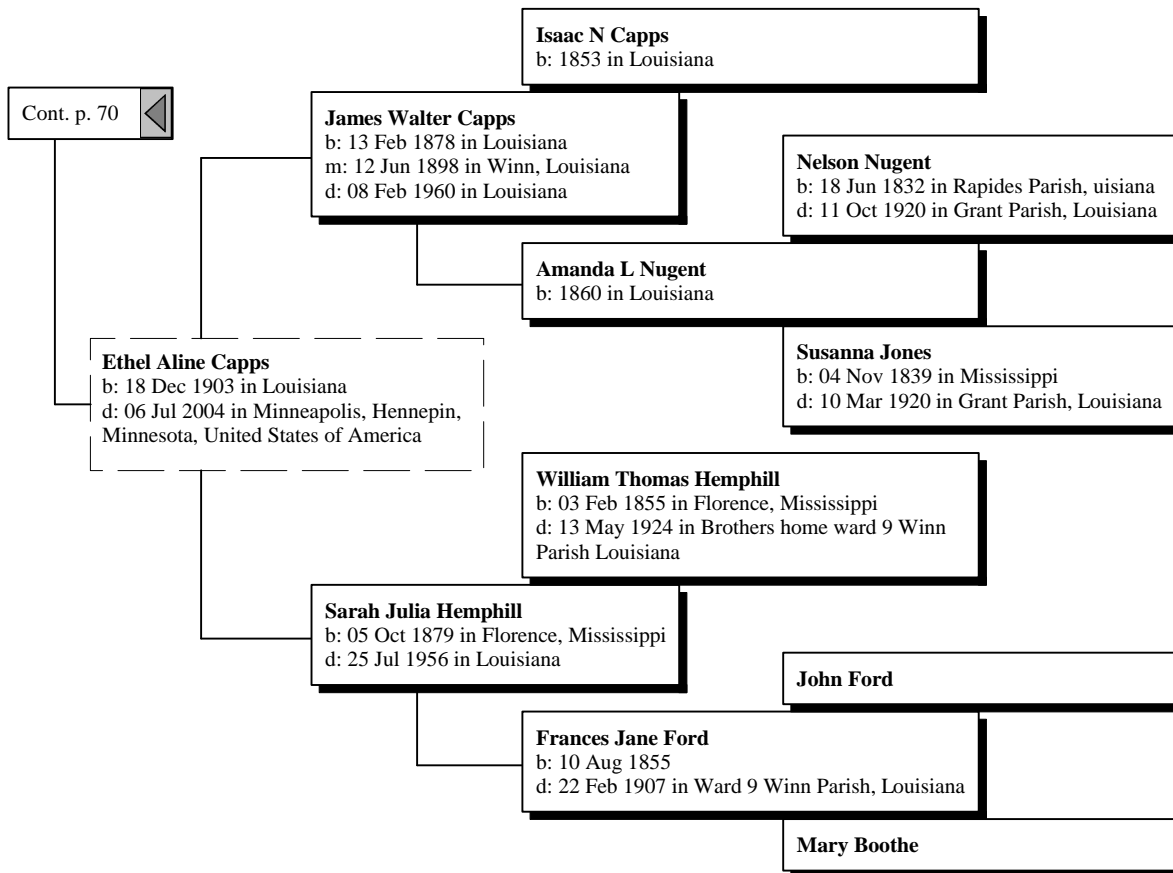 Isaac N Capps
b: 1853 in Louisiana
Cont. p. 70
James Walter Capps
b: 13 Feb 1878 in Louisiana
m: 12 Jun 1898 in Winn, Louisiana
d: 08 Feb 1960 in Louisiana
Nelson Nugent
b: 18 Jun 1832 in Rapides Parish, uisiana
d: 11 Oct 1920 in Grant Parish, Louisiana
Amanda L Nugent
b: 1860 in Louisiana
Susanna Jones
b: 04 Nov 1839 in Mississippi
d: 10 Mar 1920 in Grant Parish, Louisiana
Ethel Aline Capps
b: 18 Dec 1903 in Louisiana
d: 06 Jul 2004 in Minneapolis, Hennepin,
Minnesota, United States of America
William Thomas Hemphill
b: 03 Feb 1855 in Florence, Mississippi
d: 13 May 1924 in Brothers home ward 9 Winn
Parish Louisiana
Sarah Julia Hemphill
b: 05 Oct 1879 in Florence, Mississippi
d: 25 Jul 1956 in Louisiana
John Ford
Frances Jane Ford
b: 10 Aug 1855
d: 22 Feb 1907 in Ward 9 Winn Parish, Louisiana
Mary Boothe